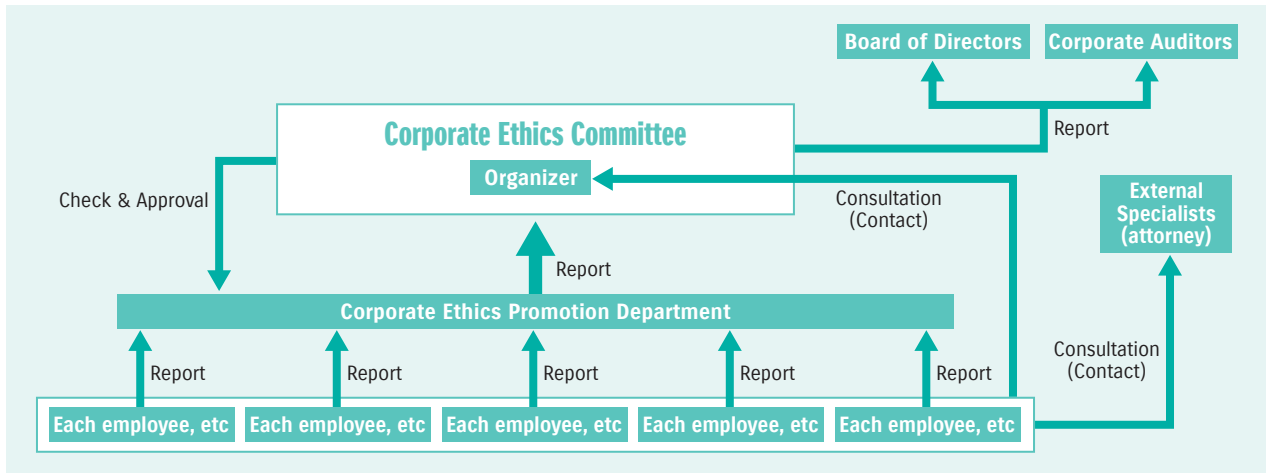 Board of Directors
Corporate Auditors
Report
Corporate Ethics Committee
Organizer
Check & Approval
Consultation
(Contact)
External
Specialists
(attorney)
Report
Corporate Ethics Promotion Department
Report
Report
Report
Report
Report
Consultation
(Contact)
Each employee, etc
Each employee, etc
Each employee, etc
Each employee, etc
Each employee, etc